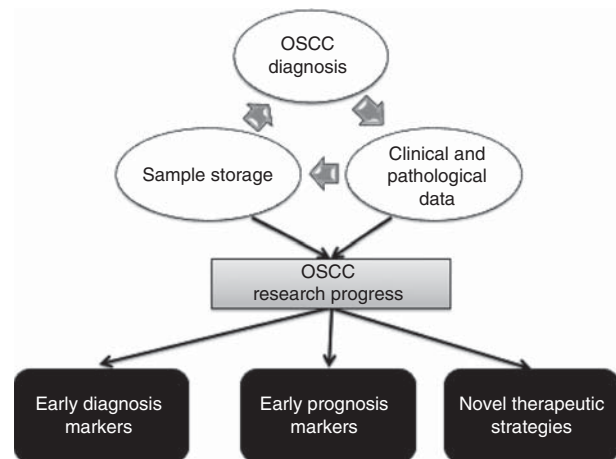 OSCC
diagnosis
Sample storage
Clinical and
pathological
data
OSCC
research progress
Early diagnosis
markers
Early prognosis
markers
Novel therapeutic
strategies